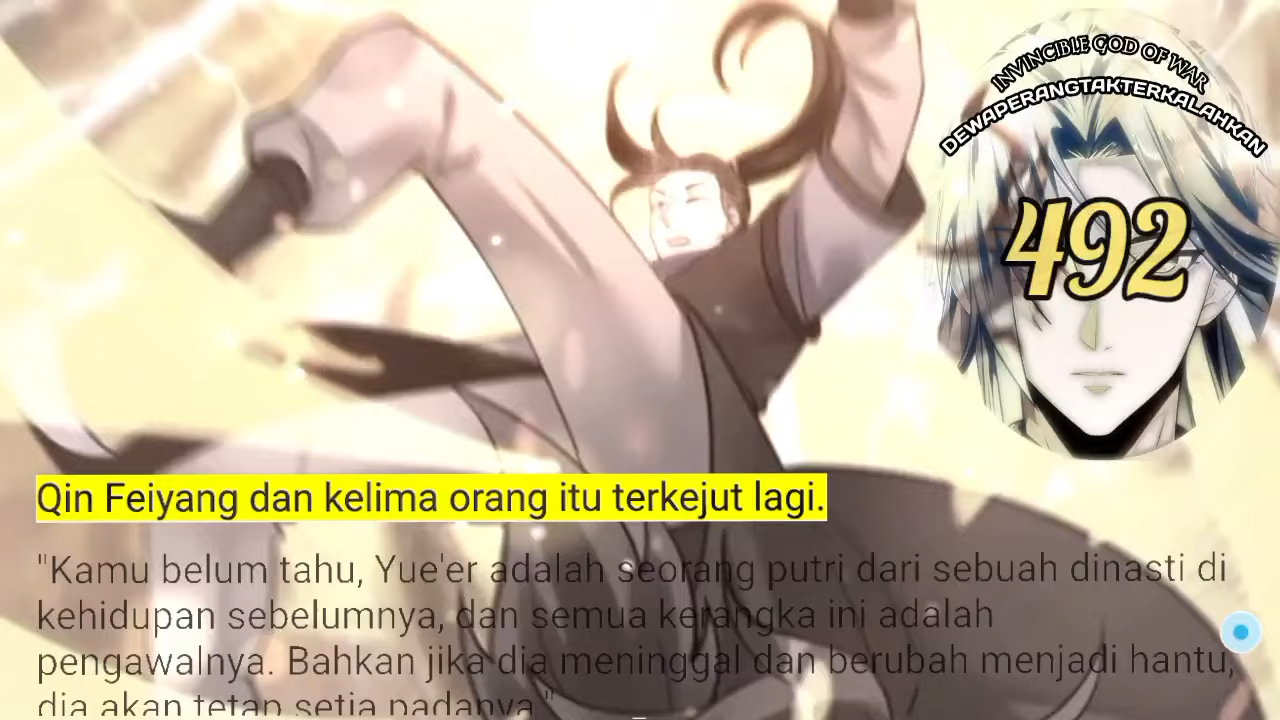 INVINCIBLE GOD OF WAR
DEWAPERANGTAKTERKALAHKAN
492
Qin Feiyang dan kelima orang itu terkejut lagi.
"Kamu belum tahu, Yue'er adalah seorang putri dari sebuah dinasti di
kehidupan sebelumnya, dan semua kerangka ini adalah
pengawalnya. Bahkan jika dia meninggal dan berubah menjadi hantu,
dia akan tetap setia padanya."